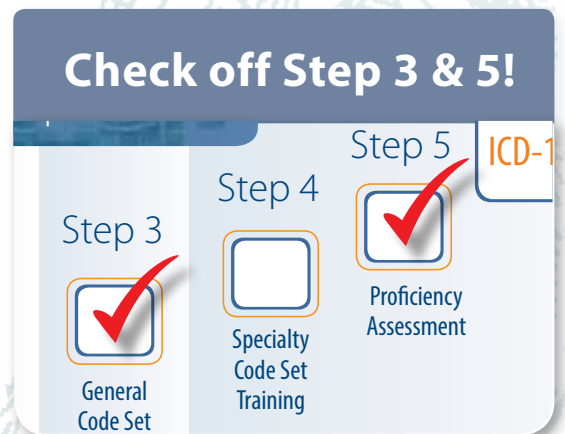 Check off Step 3 & 5!
Step 3
General
Code Set
Step 4
Specialty
Code Set
Training
Step 5
Proficiency
Assessment
ICD-1